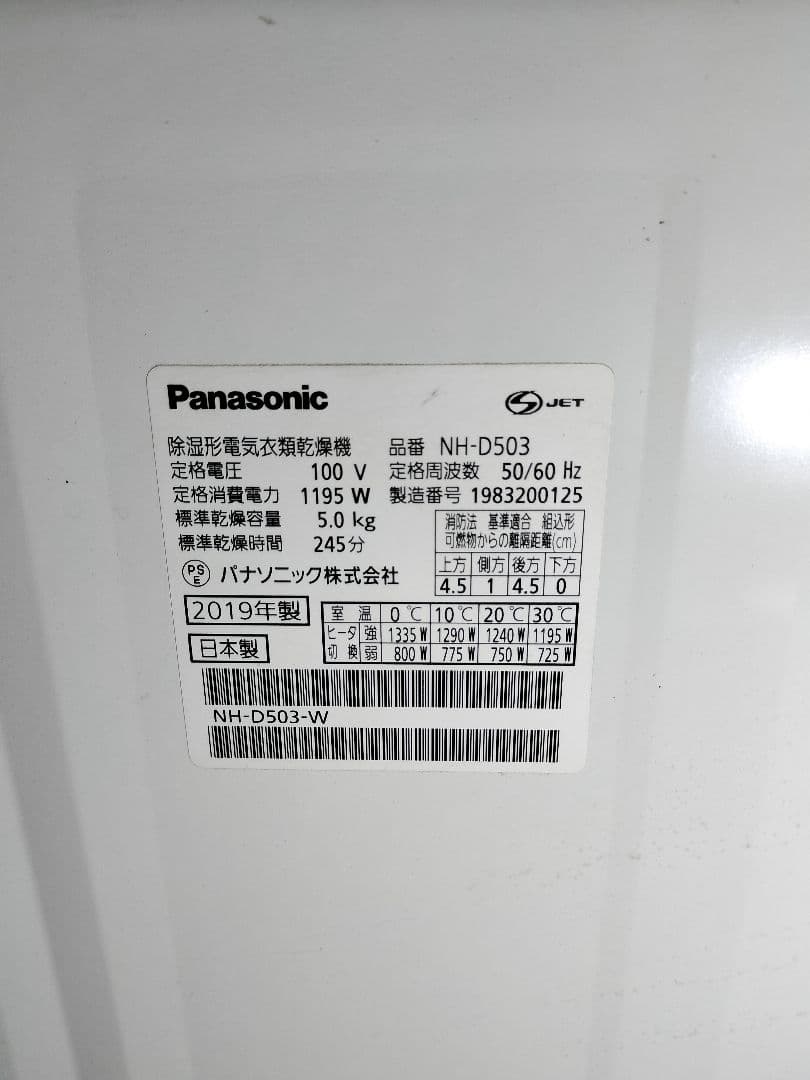 Panasonic
S JET
除湿形電気衣類乾燥機 品番 NH-D503
定格電圧 100 V 定格周波数 50/60 Hz
定格消費電力 1195 W 製造番号 1983200125
標準乾燥容量 5.0 kg
標準乾燥時間 245分
消防法 基準適合 組込形
可燃物からの離隔距離(cm)
上方 側方 後方 下方
4.5 1 4.5 0
PS E パナソニック株式会社
2019年製
日本製
室温 0℃ 10℃ 20℃ 30℃
ヒータ 強 1335 W 1290 W 1240 W 1195 W
切換 弱 800 W 775 W 750 W 725 W
NH-D503-W